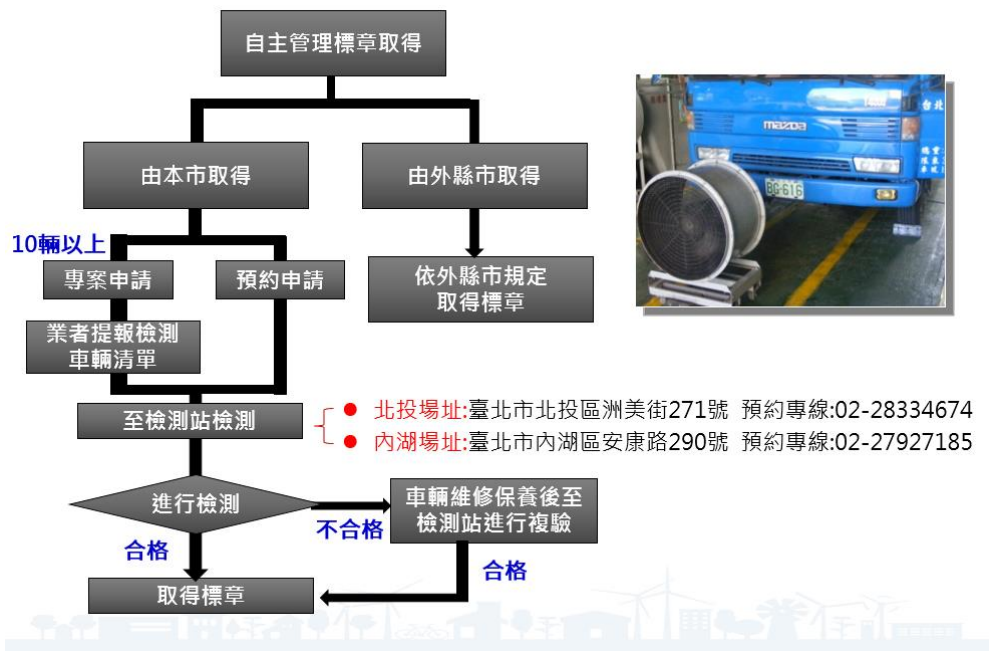 自主管理標章取得
由本市取得
由外縣市取得
10輛以上
專案申請
預約申請
依外縣市規定
取得標章
業者提報檢測
車輛清單
至檢測站檢測
● 北投場址:臺北市北投區洲美街271號 預約專線:02-28334674
● 內湖場址:臺北市內湖區安康路290號 預約專線:02-27927185
進行檢測
不合格
車輛維修保養後至
檢測站進行複驗
合格
合格
取得標章
mazda
BG-616
台北